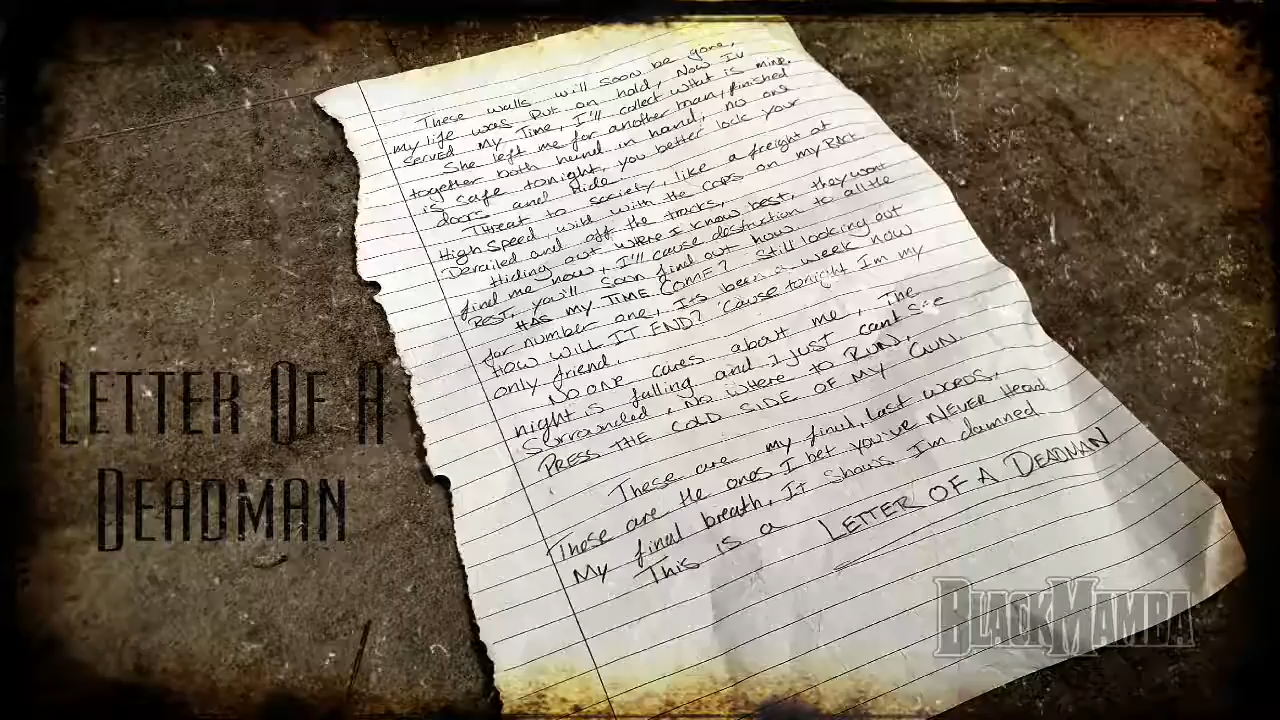 These walls will soon be gone,
my life was Put on hold, Now Iv
served My Time, I'll collect what is mine.
She left me for another man, finished
together both hand in hand, no one
is safe tonight, you better lock your
doors and Hide
Threat to society, like a freight at
High Speed, wild with the caps on my Part
Derailed and off the tracks,
Hiding out where I know best, they want
find me now, I'll cause destruction to all the
REST, you'll soon find out how.
HAS my TIME COME? Still looking out
for number one, Its been a week now
How WILL IT END? 'Cause tonight Im my
only friend.
No one cares about me, The
night is falling and I just cant see
Surrounded, No where to RUN,
PRESS THE COLD SIDE OF MY GUN.
These are my final, last words,
These are the ones I bet you've NEVER Heard
My final breath, It shows I'm damned
This is a LETTER OF A DEADMAN
LETTER OF A
DEADMAN
BLACKMAMBA